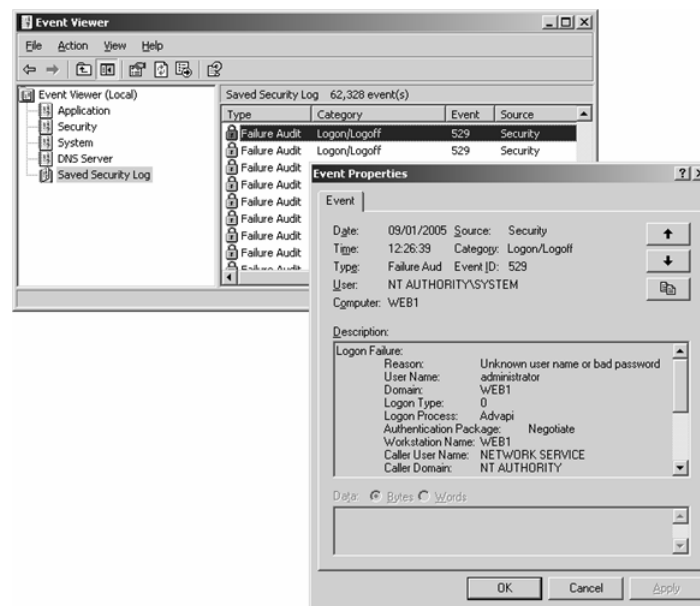 Event Viewer
File Action View Help
Event Viewer (Local)
Application
Security
System
DNS Server
Saved Security Log
Saved Security Log 62,328 event(s)
Type Category Event Source
Failure Audit Logon/Logoff 529 Security
Failure Audit Logon/Logoff 529 Security
Failure Audit
Failure Audit
Failure Audit
Failure Audit
Failure Audit
Failure Audit
Failure Audit
Event Properties
Event
Date: 09/01/2005 Source: Security
Time: 12:26:39 Category: Logon/Logoff
Type: Failure Aud Event ID: 529
User: NT AUTHORITY\SYSTEM
Computer: WEB1
Description:
Logon Failure:
Reason: Unknown user name or bad password
User Name: administrator
Domain: WEB1
Logon Type: 0
Logon Process: Advapi
Authentication Package: Negotiate
Workstation Name: WEB1
Caller User Name: NETWORK SERVICE
Caller Domain: NT AUTHORITY
Data: Bytes Words
OK Cancel Apply